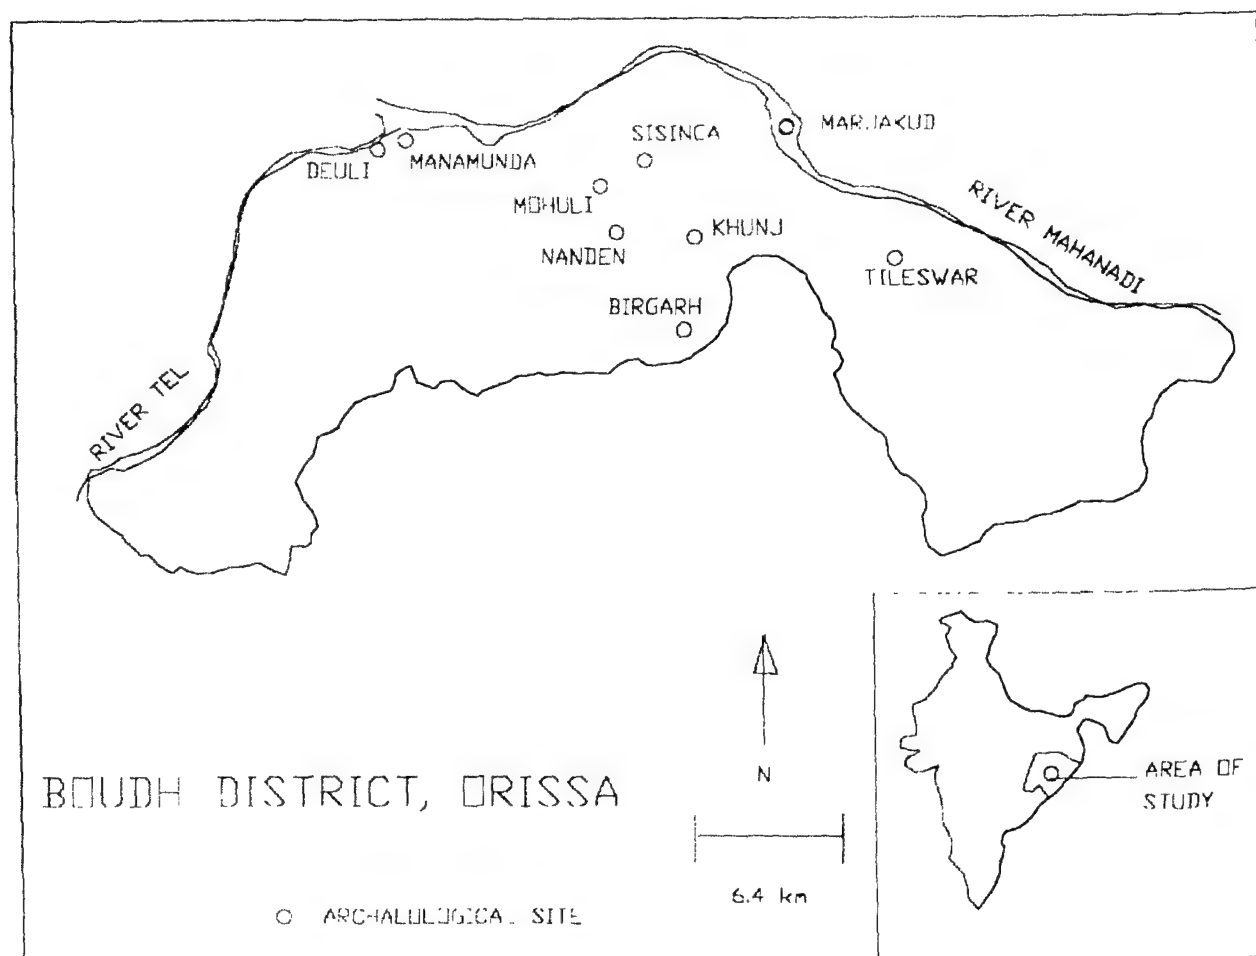 MARJAKUD
SISINCA
DEULI
MANAMUNDA
MOHULI
NANDEN
KHUNJ
RIVER MAHANADI
TILESWAR
BIRGARH
RIVER TEL
N
BOUDH DISTRICT, ORISSA
6.4 km
AREA OF
STUDY
SITE